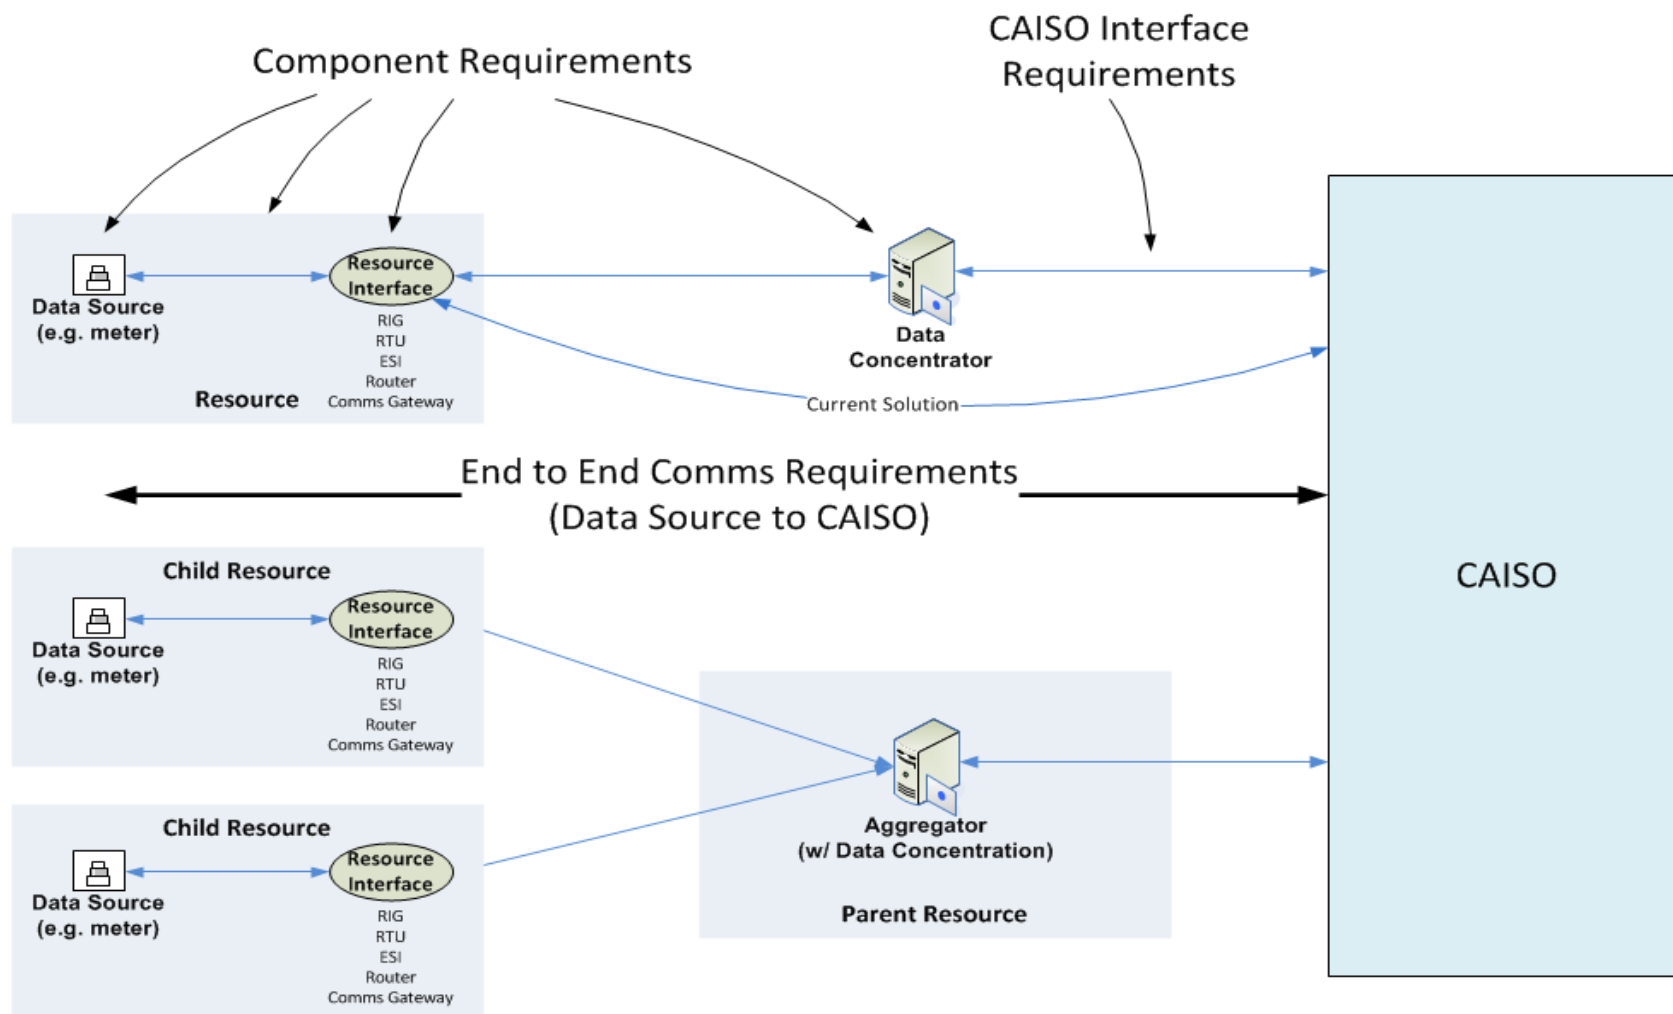 Component Requirements
CAISO Interface
Requirements
Resource
Interface
Data Source
(e.g. meter)
RIG
RTU
ESI
Router
Comms Gateway
Resource
Data
Concentrator
Current Solution
End to End Comms Requirements
(Data Source to CAISO)
CAISO
Child Resource
Resource
Interface
Data Source
(e.g. meter)
RIG
RTU
ESI
Router
Comms Gateway
Child Resource
Resource
Interface
Data Source
(e.g. meter)
RIG
RTU
ESI
Router
Comms Gateway
Aggregator
(w/ Data Concentration)
Parent Resource